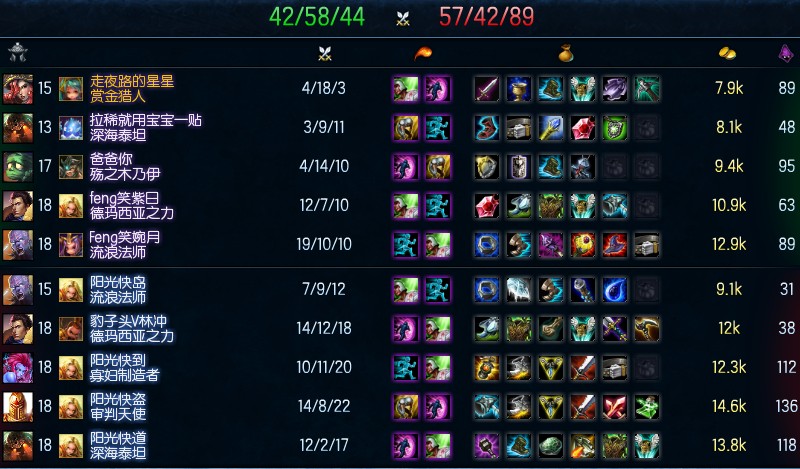 42/58/44 57/42/89
15 走夜路的星星 4/18/3 7.9k 89
赏金猎人
13 拉稀就用宝宝一贴 3/9/11 8.1k 48
深海泰坦
17 爸爸你 4/14/10 9.4k 95
殇之木乃伊
18 feng笑紫曰 12/7/10 10.9k 63
德玛西亚之力
18 Feng笑婉月 19/10/10 12.9k 89
流浪法师
15 阳光快岛 7/9/12 9.1k 31
流浪法师
18 豹子头V林冲 14/12/18 12k 38
德玛西亚之力
18 阳光快到 10/11/20 12.3k 112
寡妇制造者
18 阳光快盗 14/8/22 14.6k 136
审判天使
18 阳光快道 12/2/17 13.8k 118
深海泰坦